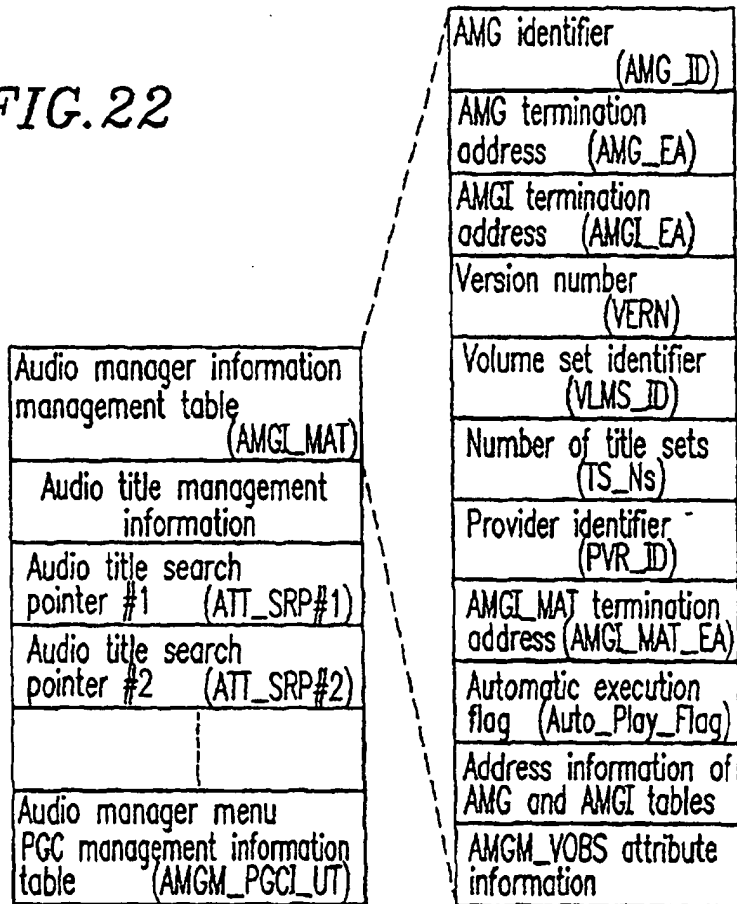 FIG.22
Audio manager information
management table
(AMGI_MAT)
Audio title management
information
Audio title search
pointer #1 (ATT_SRP#1)
Audio title search
pointer #2 (ATT_SRP#2)
Audio manager menu
PGC management information
table (AMGM_PGCI_UT)
AMG identifier
(AMG_ID)
AMG termination
address (AMG_EA)
AMGI termination
address (AMGI_EA)
Version number
(VERN)
Volume set identifier
(VLMS_ID)
Number of title sets
(TS_Ns)
Provider identifier
(PVR_ID)
AMGI_MAT termination
address (AMGI_MAT_EA)
Automatic execution
flag (Auto_Play_Flag)
Address information of
AMG and AMGI tables
AMGM_VOBS attribute
information